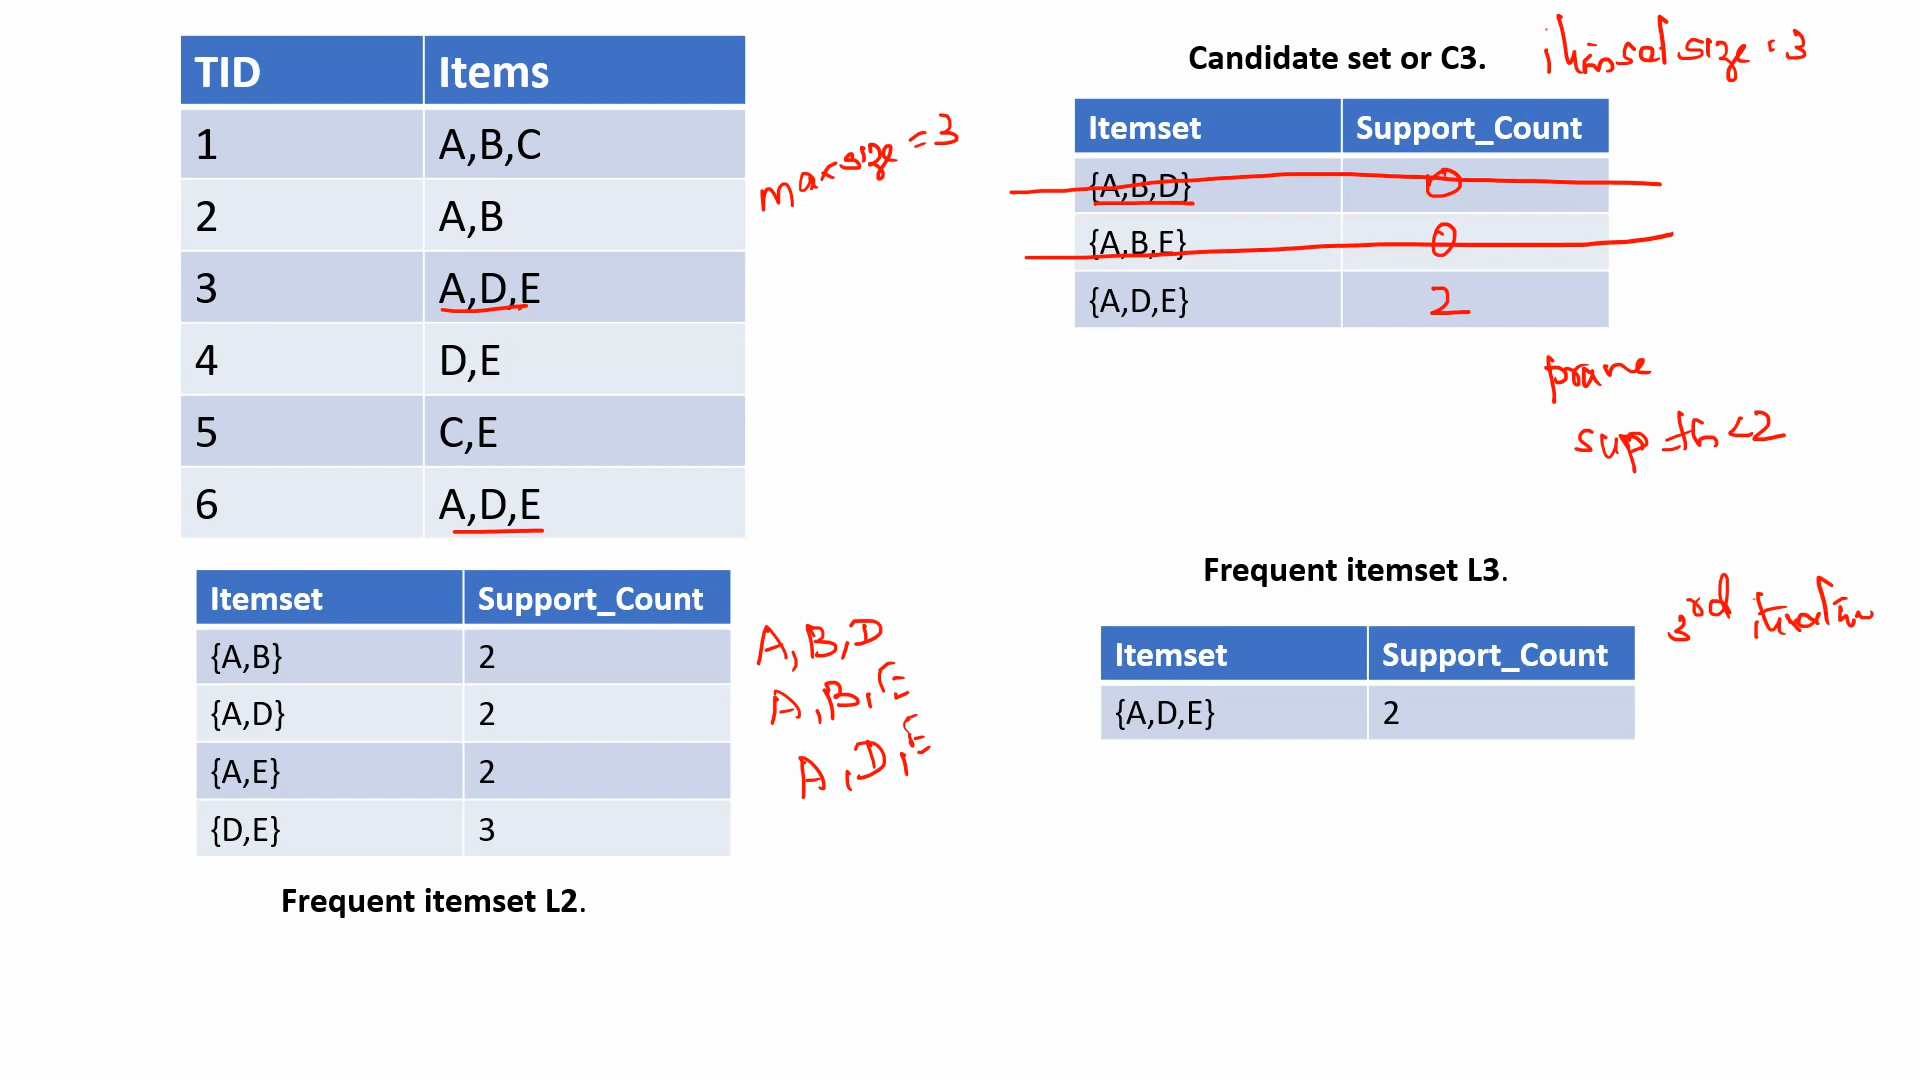 TID Items
1 A,B,C
2 A,B
3 A,D,E
4 D,E
5 C,E
6 A,D,E
max size = 3
Candidate set or C3.
itemset size = 3
Itemset Support_Count
{A,B,D} 0
{A,B,E} 0
{A,D,E} 2
prune
sup th <2
Itemset Support_Count
{A,B} 2
{A,D} 2
{A,E} 2
{D,E} 3
Frequent itemset L2.
A,B,D
A,B,E
A,D,E
Frequent itemset L3.
3rd iteration
Itemset Support_Count
{A,D,E} 2